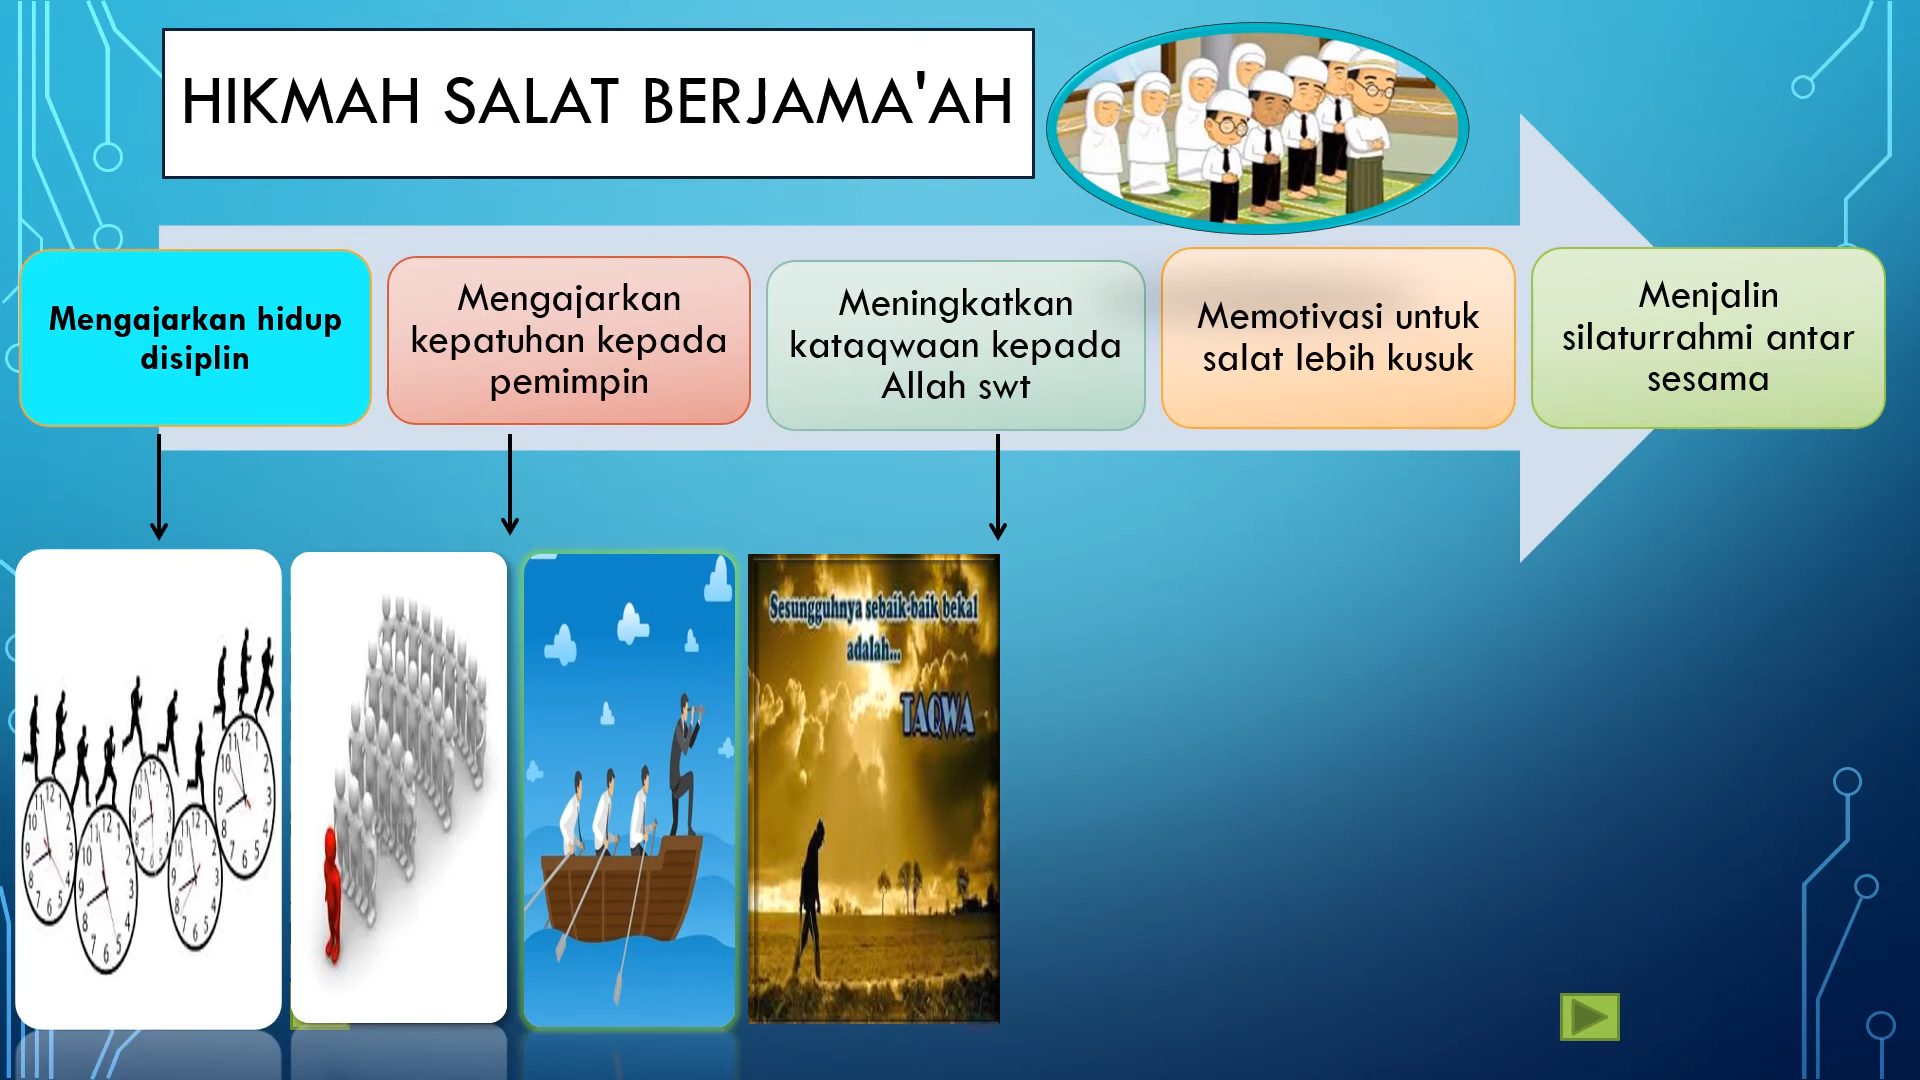 HIKMAH SALAT BERJAMA'AH
Mengajarkan hidup
disiplin
Mengajarkan
kepatuhan kepada
pemimpin
Meningkatkan
kataqwaan kepada
Allah swt
Memotivasi untuk
salat lebih kusuk
Menjalin
silaturrahmi antar
sesama
Sesungguhnya sebaik-baik bekal
adalah...
TAQWA